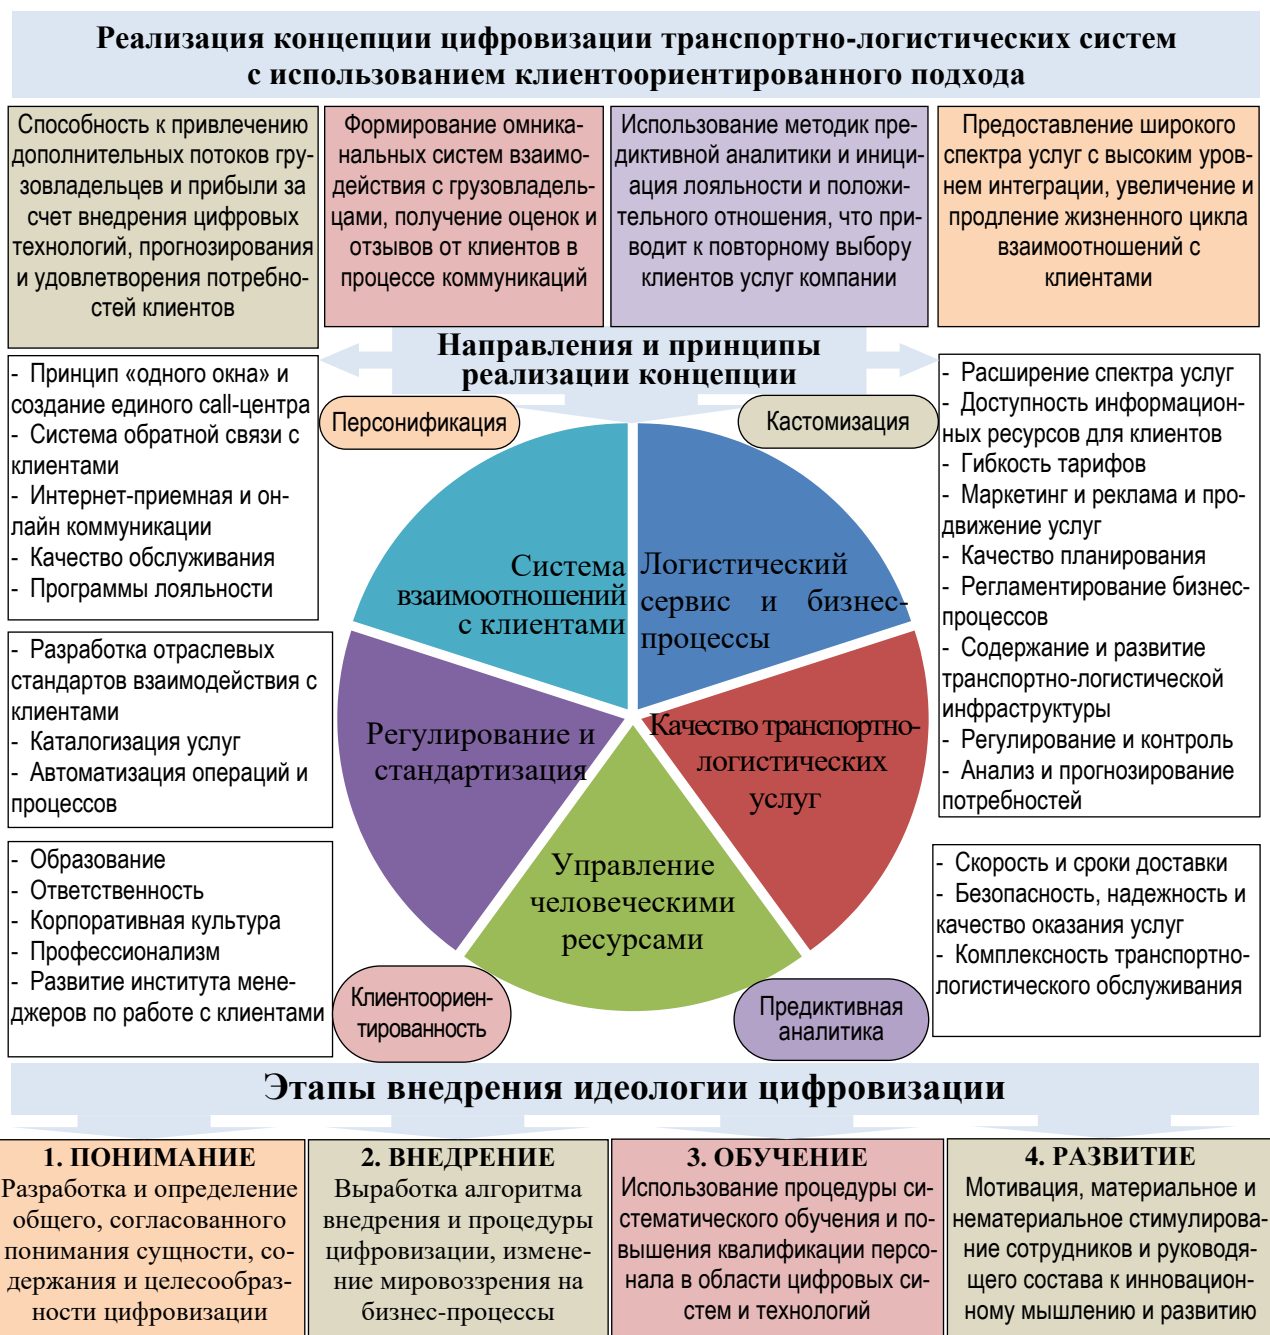 Реализация концепции цифровизации транспортно-логистических систем
с использованием клиентоориентированного подхода
Способность к привлечению
дополнительных потоков гру-
зовладельцев и прибыли за
счет внедрения цифровых
технологий, прогнозирования
и удовлетворения потребно-
стей клиентов
Формирование омника-
нальных систем взаимо-
действия с грузовладель-
цами, получение оценок и
отзывов от клиентов в
процессе коммуникаций
Использование методик пре-
диктивной аналитики и иници-
ация лояльности и положи-
тельного отношения, что при-
водит к повторному выбору
клиентов услуг компании
Предоставление широкого
спектра услуг с высоким уров-
нем интеграции, увеличение и
продление жизненного цикла
взаимоотношений с
клиентами
Направления и принципы
реализации концепции
- Принцип «одного окна» и
создание единого call-центра
- Система обратной связи с
клиентами
- Интернет-приемная и он-
лайн коммуникации
- Качество обслуживания
- Программы лояльности
- Разработка отраслевых
стандартов взаимодействия с
клиентами
- Каталогизация услуг
- Автоматизация операций и
процессов
- Образование
- Ответственность
- Корпоративная культура
- Профессионализм
- Развитие института мене-
джеров по работе с клиентами
Персонификация
Кастомизация
Система
взаимоотношений
с клиентами
Логистический
сервис и бизнес-
процессы
Регулирование и
стандартизация
Качество транспортно-
логистических
услуг
Управление
человеческими
ресурсами
Клиентоориен-
тированность
Предиктивная
аналитика
- Расширение спектра услуг
- Доступность информацион-
ных ресурсов для клиентов
- Гибкость тарифов
- Маркетинг и реклама и про-
движение услуг
- Качество планирования
- Регламентирование бизнес-
процессов
- Содержание и развитие
транспортно-логистической
инфраструктуры
- Регулирование и контроль
- Анализ и прогнозирование
потребностей
- Скорость и сроки доставки
- Безопасность, надежность и
качество оказания услуг
- Комплексность транспортно-
логистического обслуживания
Этапы внедрения идеологии цифровизации
1. ПОНИМАНИЕ
Разработка и определение
общего, согласованного
понимания сущности, со-
держания и целесообраз-
ности цифровизации
2. ВНЕДРЕНИЕ
Выработка алгоритма
внедрения и процедуры
цифровизации, измене-
ние мировоззрения на
бизнес-процессы
3. ОБУЧЕНИЕ
Использование процедуры си-
стематического обучения и по-
вышения квалификации персо-
нала в области цифровых си-
стем и технологий
4. РАЗВИТИЕ
Мотивация, материальное и
нематериальное стимулирова-
ние сотрудников и руководя-
щего состава к инновацион-
ному мышлению и развитию